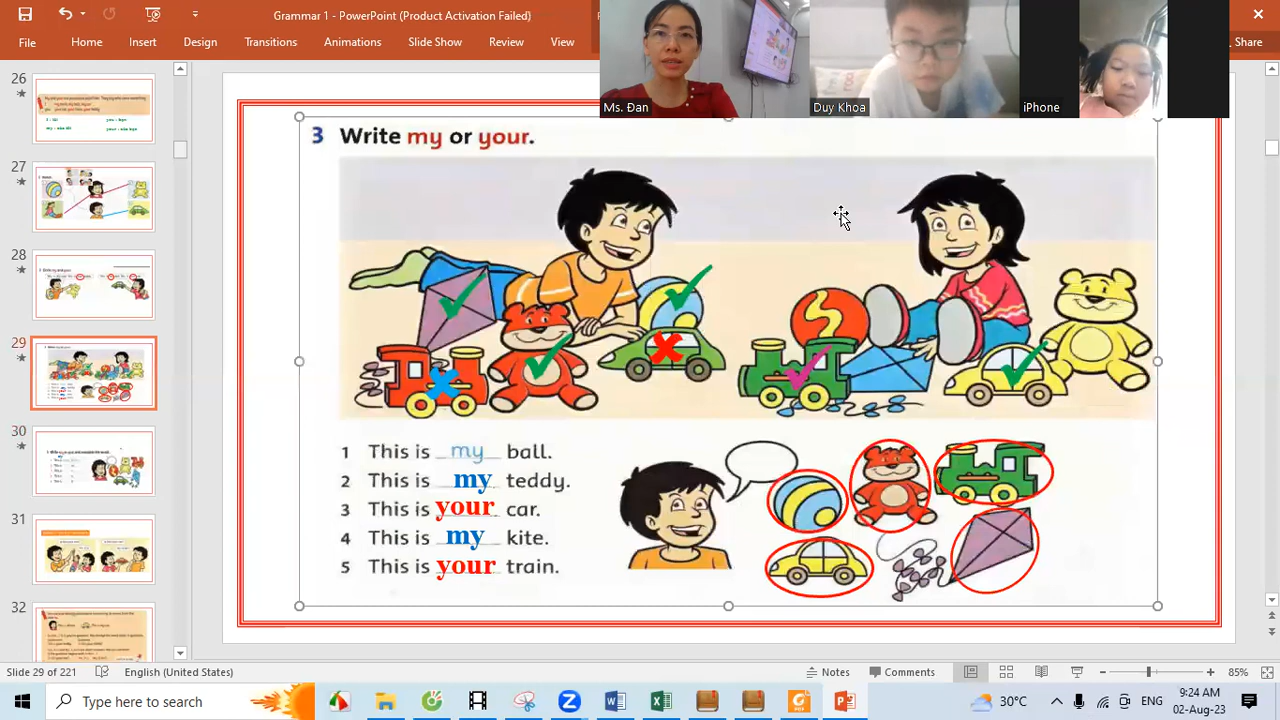 Grammar 1 - PowerPoint (Product Activation Failed)
File
Home
Insert
Design
Transitions
Animations
Slide Show
Review
View
Share
Ms. Đan
Duy Khoa
iPhone
26
27
28
29
30
31
32
3 Write my or your.
1 This is my ball.
2 This is my teddy.
3 This is your car.
4 This is my kite.
5 This is your train.
Slide 29 of 221
English (United States)
Notes
Comments
85%
Type here to search
30°C
ENG
9:24 AM
02-Aug-23